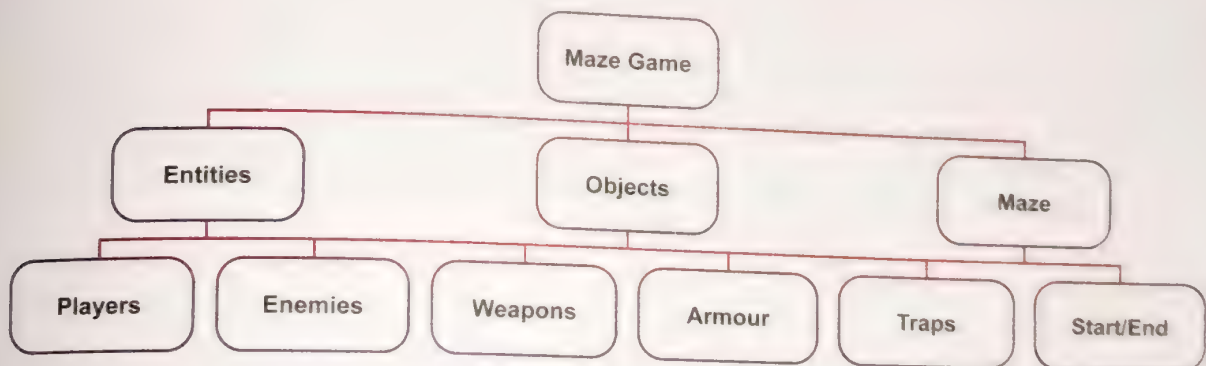 Maze Game
Entities
Objects
Maze
Players
Enemies
Weapons
Armour
Traps
Start/End